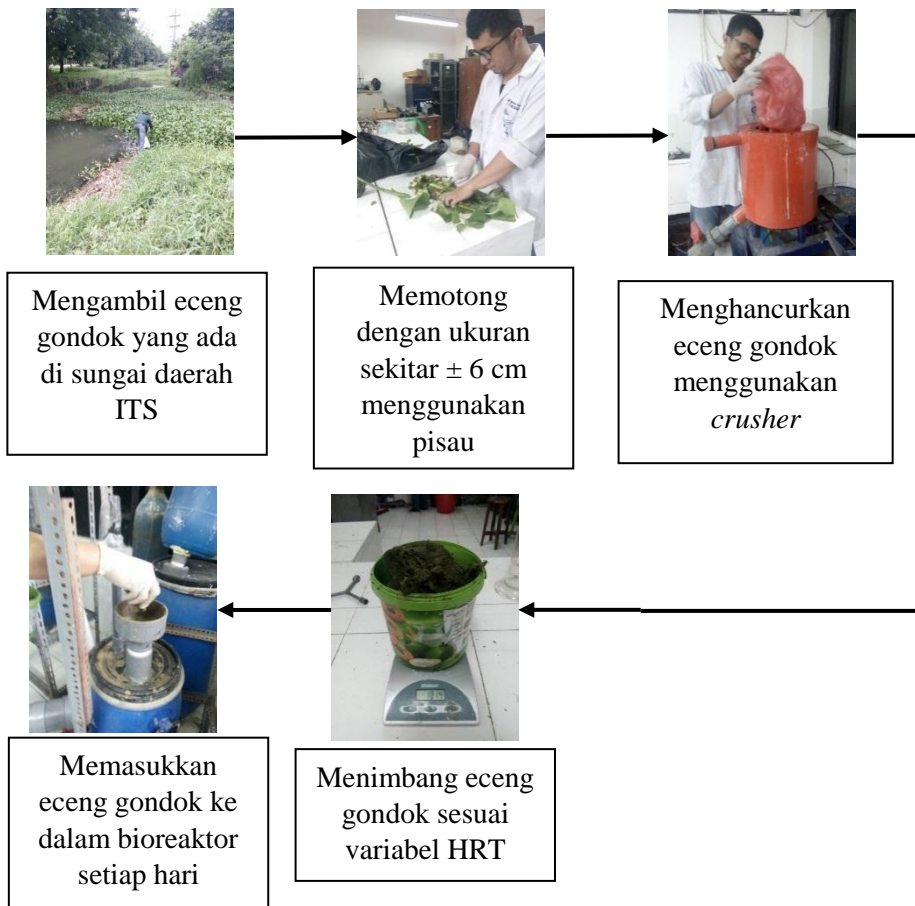 Mengambil eceng
gondok yang ada
di sungai daerah
ITS
Memotong
dengan ukuran
sekitar ± 6 cm
menggunakan
pisau
Menghancurkan
eceng gondok
menggunakan
crusher
Memasukkan
eceng gondok ke
dalam bioreaktor
setiap hari
Menimbang eceng
gondok sesuai
variabel HRT